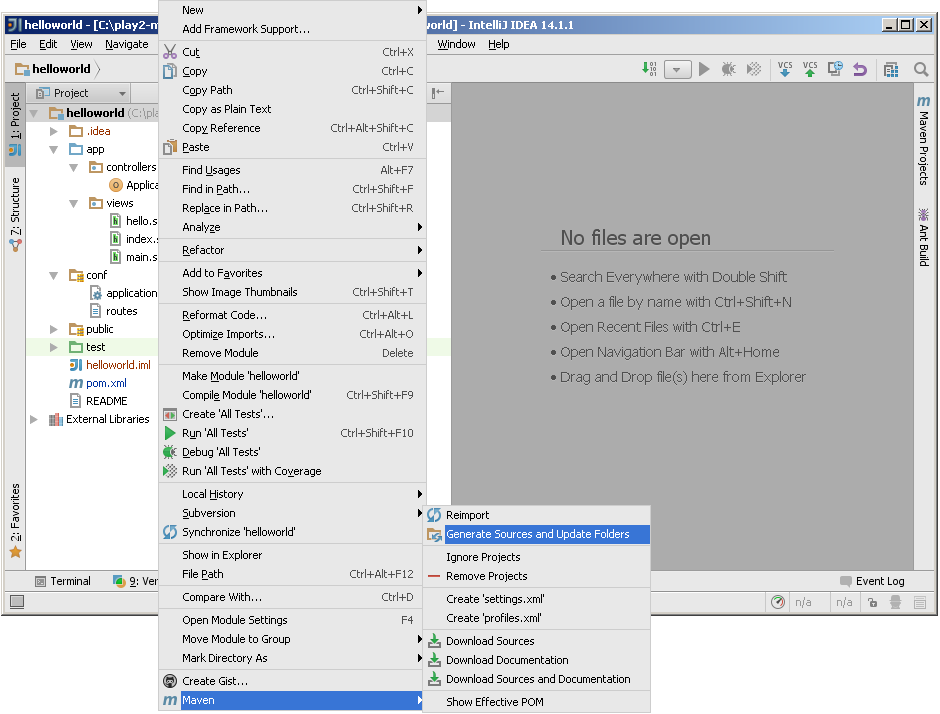 helloworld - [C:\play2-m
world] - IntelliJ IDEA 14.1.1
File Edit View Navigate
Window Help
helloworld
1: Project
7: Structure
2: Favorites
Project
helloworld (C:\pla
.idea
app
controllers
Applica
views
hello.s
index.s
main.s
conf
application
routes
public
test
helloworld.iml
pom.xml
README
External Libraries
New
Add Framework Support...
Cut Ctrl+X
Copy Ctrl+C
Copy Path Ctrl+Shift+C
Copy as Plain Text
Copy Reference Ctrl+Alt+Shift+C
Paste Ctrl+V
Find Usages Alt+F7
Find in Path... Ctrl+Shift+F
Replace in Path... Ctrl+Shift+R
Analyze
Refactor
Add to Favorites
Show Image Thumbnails Ctrl+Shift+T
Reformat Code... Ctrl+Alt+L
Optimize Imports... Ctrl+Alt+O
Remove Module Delete
Make Module 'helloworld'
Compile Module 'helloworld' Ctrl+Shift+F9
Create 'All Tests'...
Run 'All Tests' Ctrl+Shift+F10
Debug 'All Tests'
Run 'All Tests' with Coverage
Local History
Subversion
Synchronize 'helloworld'
Show in Explorer
File Path Ctrl+Alt+F12
Compare With... Ctrl+D
Open Module Settings F4
Move Module to Group
Mark Directory As
Create Gist...
Maven
Reimport
Generate Sources and Update Folders
Ignore Projects
Remove Projects
Create 'settings.xml'
Create 'profiles.xml'
Download Sources
Download Documentation
Download Sources and Documentation
Show Effective POM
VCS VCS
No files are open
• Search Everywhere with Double Shift
• Open a file by name with Ctrl+Shift+N
• Open Recent Files with Ctrl+E
• Open Navigation Bar with Alt+Home
• Drag and Drop file(s) here from Explorer
Maven Projects
Ant Build
Terminal 9: Ver
Event Log
n/a n/a